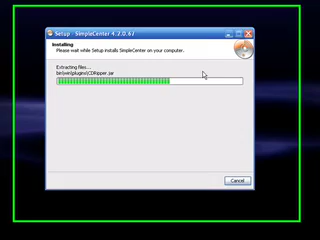 Setup - SimpleCenter 4.2.0.67
Installing
Please wait while Setup installs SimpleCenter on your computer.
Extracting files...
bin\win\plugins\CDRipper.jar
Cancel